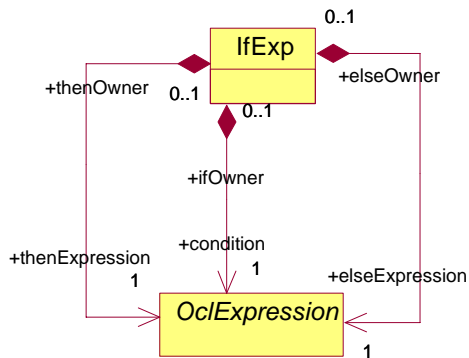 0..1
IfExp
+thenOwner
+elseOwner
0..1
0..1
+ifOwner
+condition
+thenExpression
1
1
+elseExpression
OclExpression
1